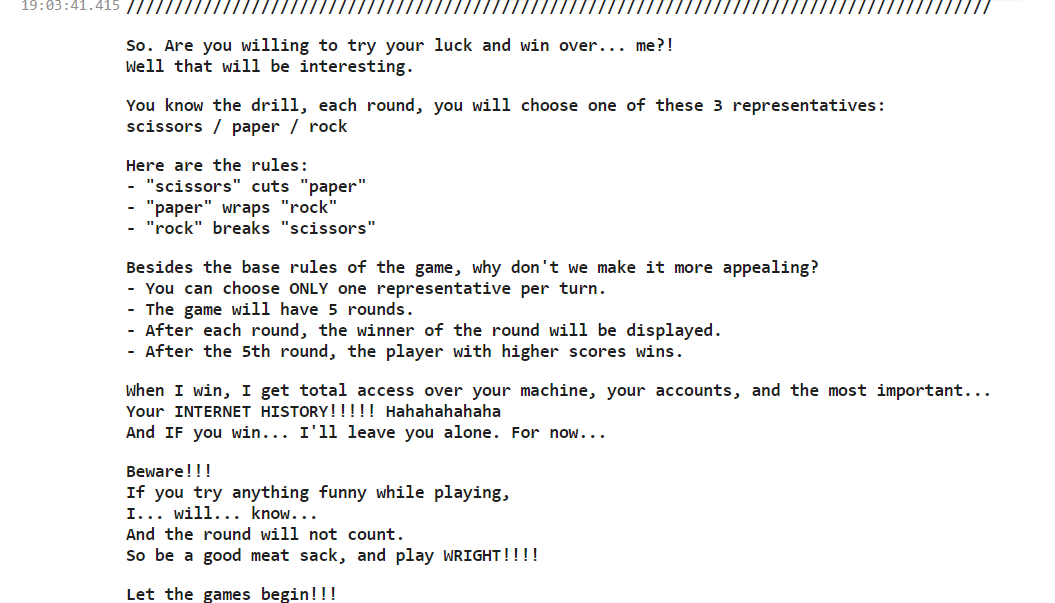 19:03:41.415 //////////////////////////////////////////////////////////////////////////////////////////
So. Are you willing to try your luck and win over... me?!
Well that will be interesting.
You know the drill, each round, you will choose one of these 3 representatives:
scissors / paper / rock
Here are the rules:
- "scissors" cuts "paper"
- "paper" wraps "rock"
- "rock" breaks "scissors"
Besides the base rules of the game, why don't we make it more appealing?
- You can choose ONLY one representative per turn.
- The game will have 5 rounds.
- After each round, the winner of the round will be displayed.
- After the 5th round, the player with higher scores wins.
When I win, I get total access over your machine, your accounts, and the most important...
Your INTERNET HISTORY!!!!! Hahahahahaha
And IF you win... I'll leave you alone. For now...
Beware!!!
If you try anything funny while playing,
I... will... know...
And the round will not count.
So be a good meat sack, and play WRIGHT!!!!
Let the games begin!!!